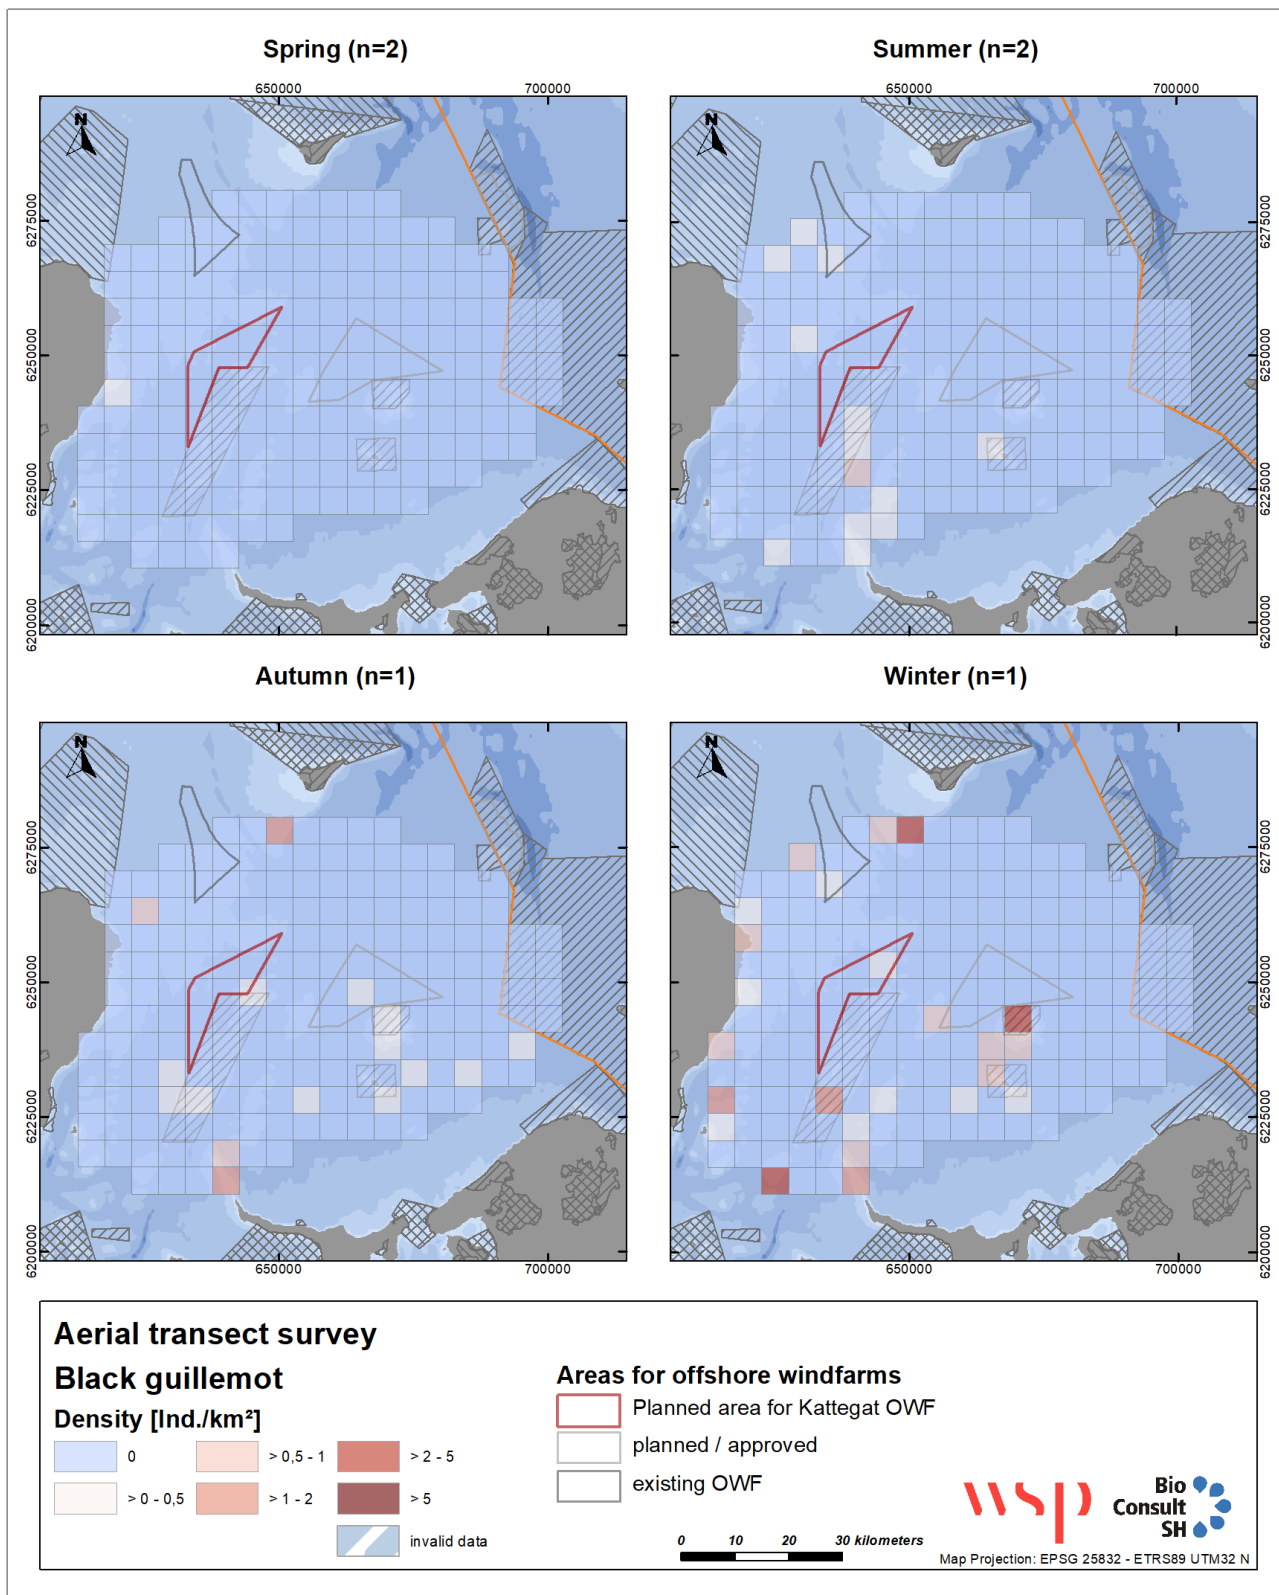 Spring (n=2)
Summer (n=2)
650000
700000
650000
700000
N
N
6275000
6250000
6225000
6200000
6275000
6250000
6225000
6200000
Autumn (n=1)
Winter (n=1)
N
N
6275000
6250000
6225000
6200000
6275000
6250000
6225000
6200000
650000
700000
650000
700000
Aerial transect survey
Black guillemot
Density [Ind./km²]
0
> 0,5 - 1
> 2 - 5
> 0 - 0,5
> 1 - 2
> 5
invalid data
Areas for offshore windfarms
Planned area for Kattegat OWF
planned / approved
existing OWF
0 10 20 30 kilometers
wsp
Bio
Consult
SH
Map Projection: EPSG 25832 - ETRS89 UTM32 N